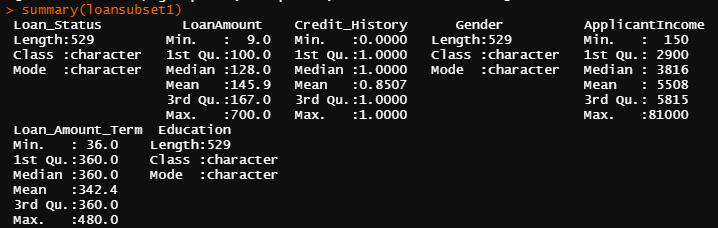 > summary(loansubset1)
Loan_Status LoanAmount Credit_History Gender ApplicantIncome
Length:529 Min. : 9.0 Min. :0.0000 Length:529 Min. : 150
Class :character 1st Qu.:100.0 1st Qu.:1.0000 Class :character 1st Qu.: 2900
Mode :character Median :128.0 Median :1.0000 Mode :character Median : 3816
Mean :145.9 Mean :0.8507 Mean : 5508
3rd Qu.:167.0 3rd Qu.:1.0000 3rd Qu.: 5815
Max. :700.0 Max. :1.0000 Max. :81000
Loan_Amount_Term Education
Min. : 36.0 Length:529
1st Qu.:360.0 Class :character
Median :360.0 Mode :character
Mean :342.4
3rd Qu.:360.0
Max. :480.0